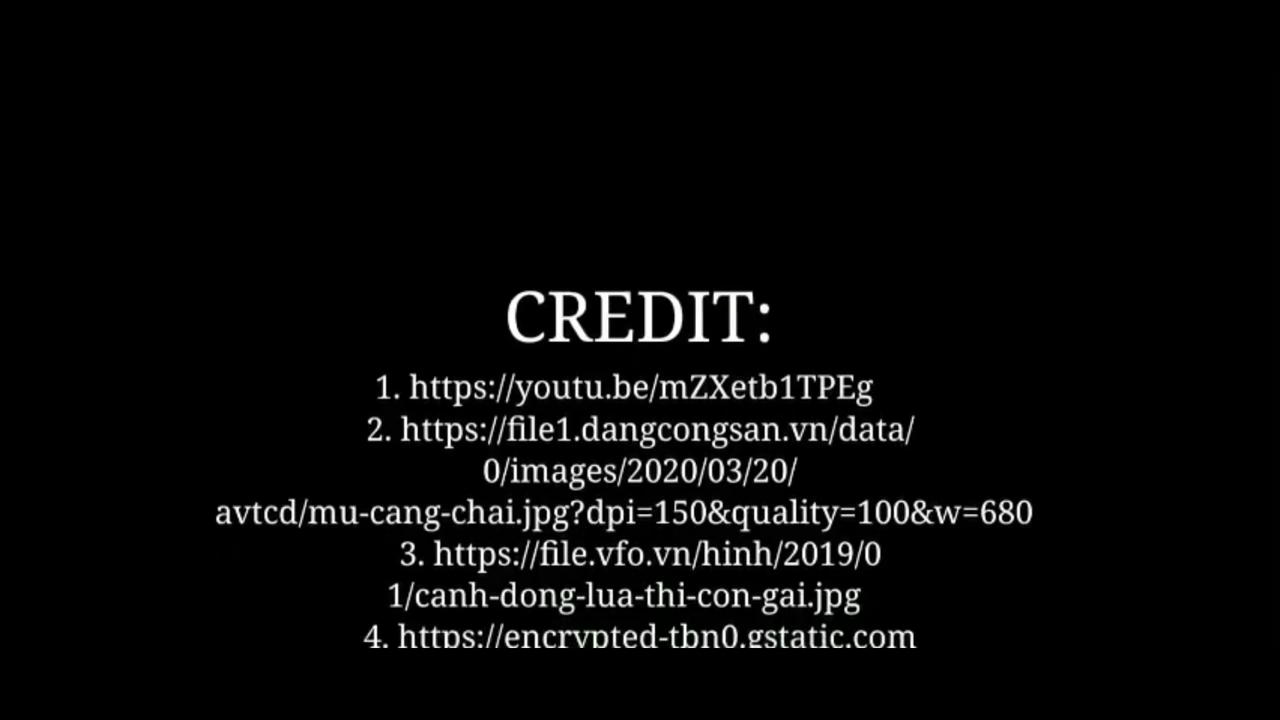 CREDIT:
1. https://youtu.be/mZXetb1TPEg
2. https://file1.dangcongsan.vn/data/
0/images/2020/03/20/
avtcd/mu-cang-chai.jpg?dpi=150&quality=100&w=680
3. https://file.vfo.vn/hinh/2019/0
1/canh-dong-lua-thi-con-gai.jpg
4. https://encrypted-tbn0.gstatic.com